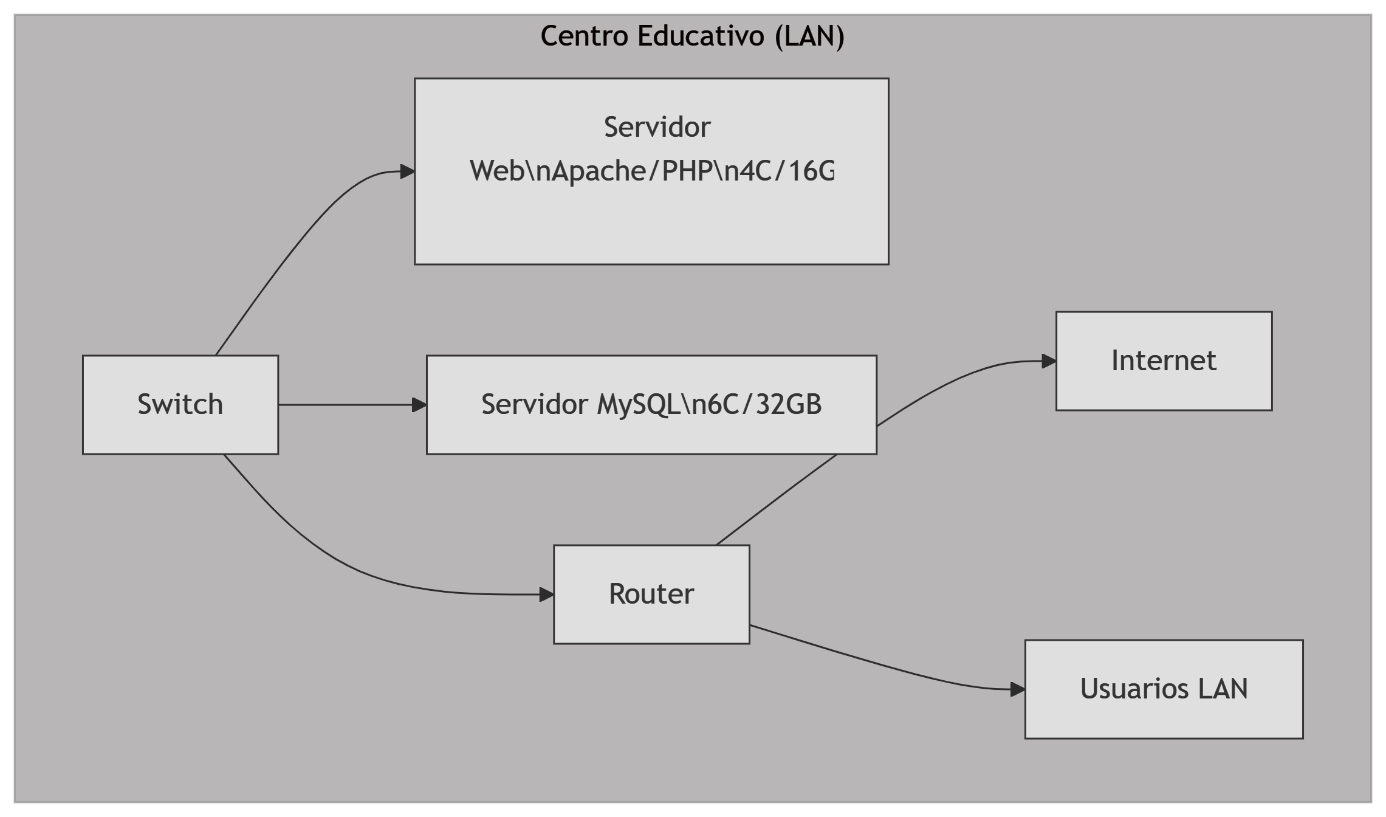 Centro Educativo (LAN)
Servidor
Web\nApache/PHP\n4C/16G
Switch
Servidor MySQL\n6C/32GB
Internet
Router
Usuarios LAN